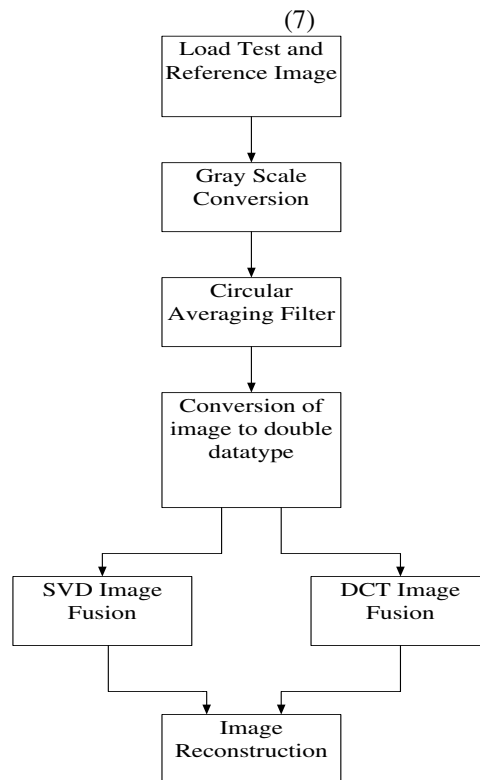 (7)
Load Test and
Reference Image
Gray Scale
Conversion
Circular
Averaging Filter
Conversion of
image to double
datatype
SVD Image
Fusion
DCT Image
Fusion
Image
Reconstruction